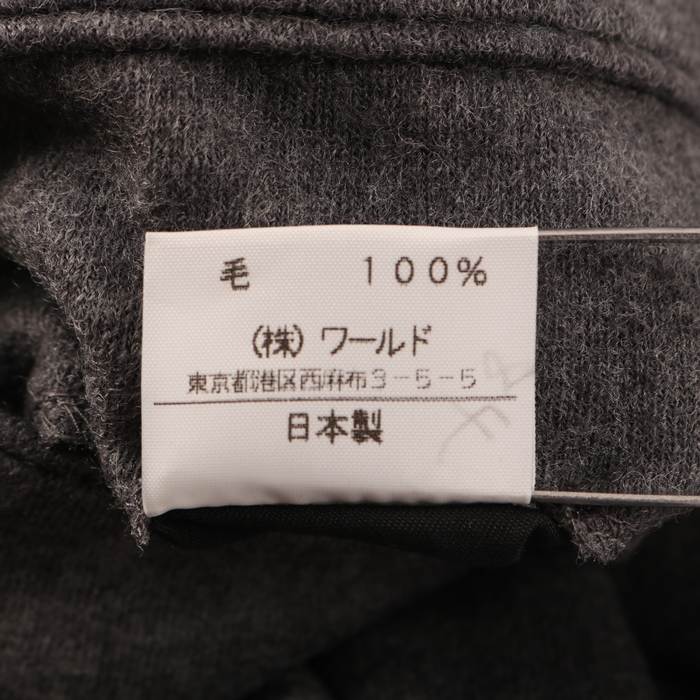 毛 100%
(株) ワールド
東京都港区西麻布3-5-5
日本製